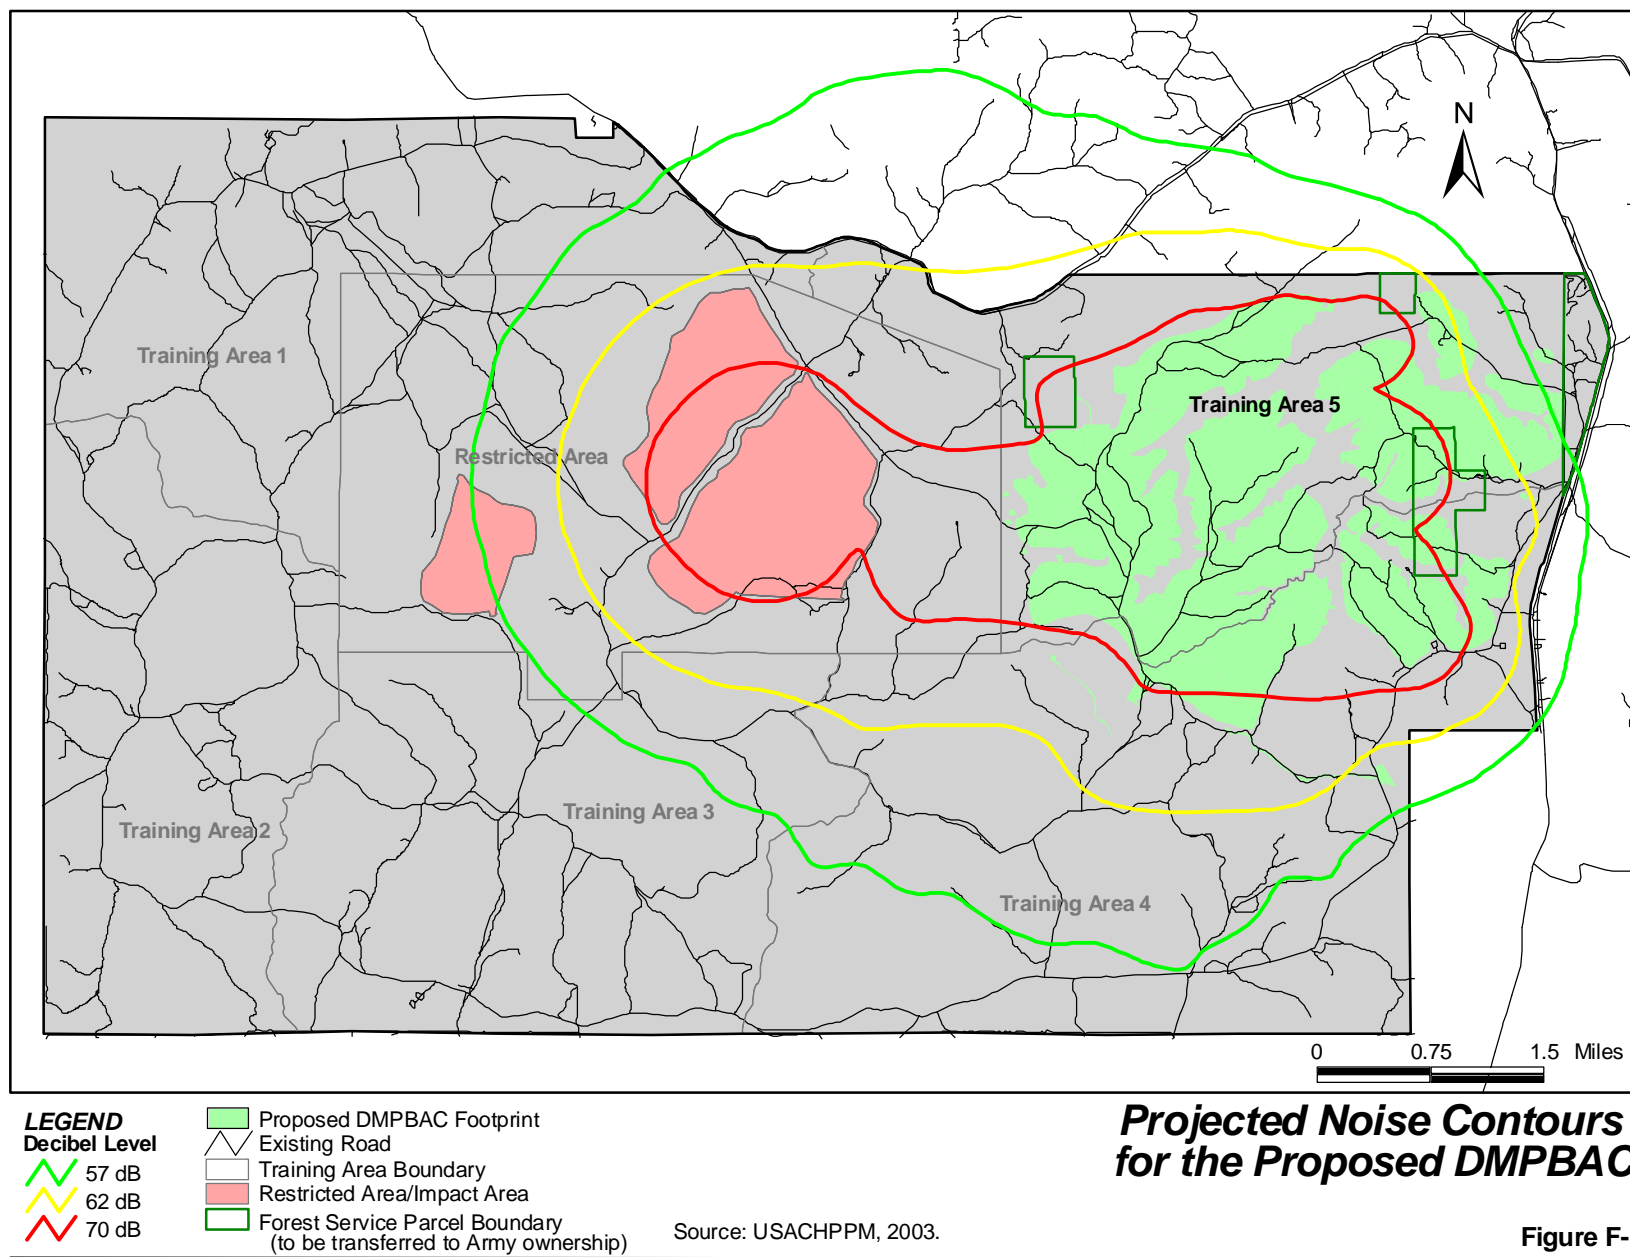 N
Training Area 1
Training Area 5
Restricted Area
Training Area 3
Training Area 2
Training Area 4
0 0.75 1.5 Miles
LEGEND
Decibel Level
57 dB
62 dB
70 dB
Proposed DMPBAC Footprint
Existing Road
Training Area Boundary
Restricted Area/Impact Area
Forest Service Parcel Boundary
(to be transferred to Army ownership)
Source: USACHPPM, 2003.
Projected Noise Contours
for the Proposed DMPBAC
Figure F-